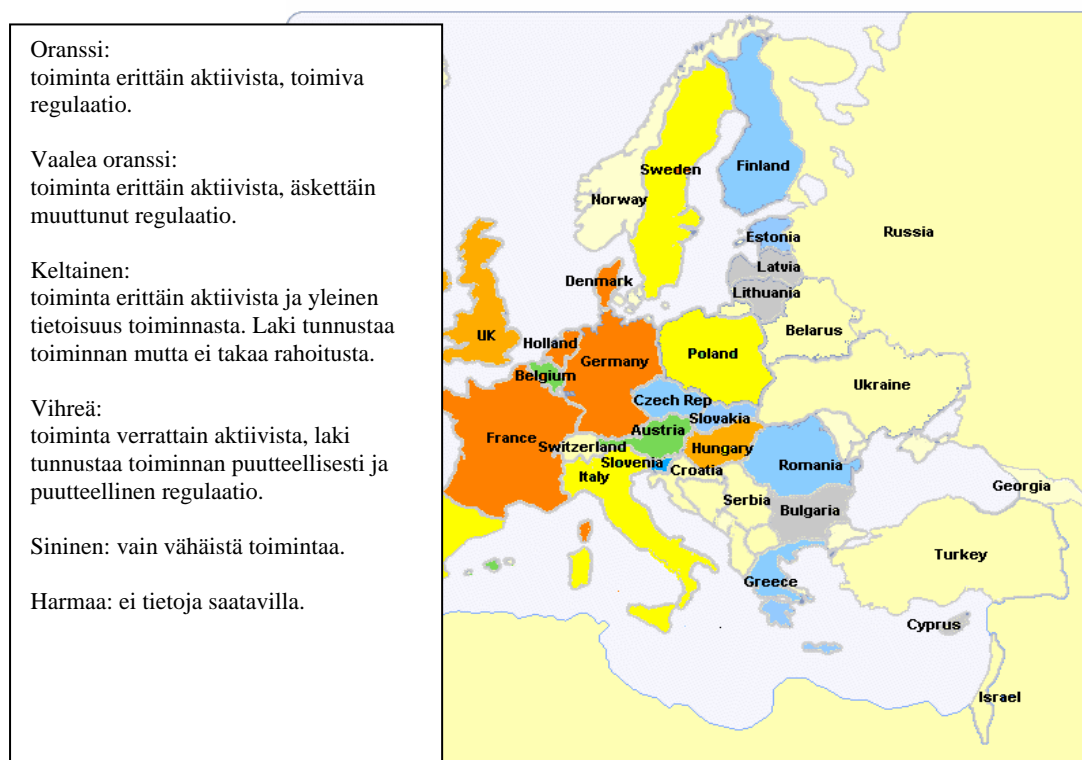 Oranssi:
toiminta erittäin aktiivista, toimiva
regulaatio.
Vaalea oranssi:
toiminta erittäin aktiivista, äskettäin
muuttunut regulaatio.
Keltainen:
toiminta erittäin aktiivista ja yleinen
tietoisuus toiminnasta. Laki tunnustaa
toiminnan mutta ei takaa rahoitusta.
Vihreä:
toiminta verrattain aktiivista, laki
tunnustaa toiminnan puutteellisesti ja
puutteellinen regulaatio.
Sininen: vain vähäistä toimintaa.
Harmaa: ei tietoja saatavilla.
Sweden
Finland
Norway
Russia
Estonia
Latvia
Denmark
Lithuania
Belarus
UK
Holland
Germany
Poland
Belgium
Ukraine
Czech Rep
Slovakia
Austria
France
Switzerland
Hungary
Slovenia
Croatia
Romania
Italy
Serbia
Georgia
Bulgaria
Turkey
Greece
Cyprus
Israel